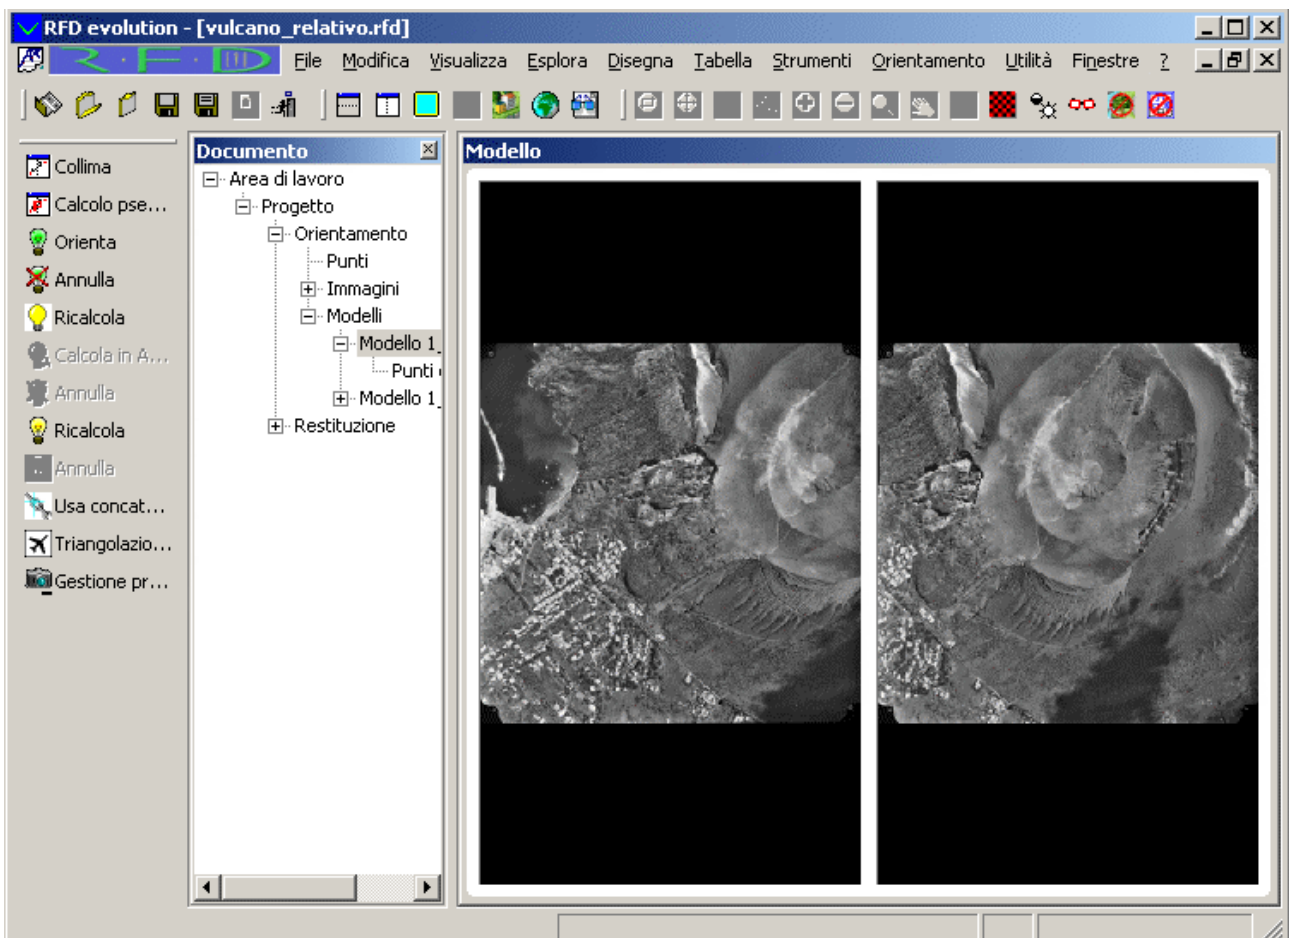 RFD evolution - [vulcano_relativo.rfd]
R·F·D
File Modifica Visualizza Esplora Disegna Tabella Strumenti Orientamento Utilità Finestre ?
Collima
Calcolo pse...
Orienta
Annulla
Ricalcola
Calcola in A...
Annulla
Ricalcola
Annulla
Usa concat...
Triangolazio...
Gestione pr...
Documento
Area di lavoro
Progetto
Orientamento
Punti
Immagini
Modelli
Modello 1_
Punti
Modello 1_
Restituzione
Modello